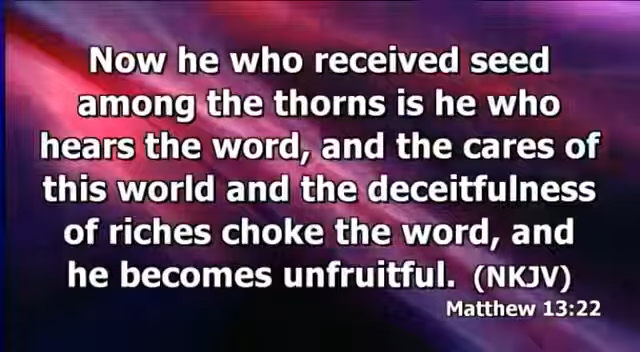 Now he who received seed
among the thorns is he who
hears the word, and the cares of
this world and the deceitfulness
of riches choke the word, and
he becomes unfruitful. (NKJV)
Matthew 13:22